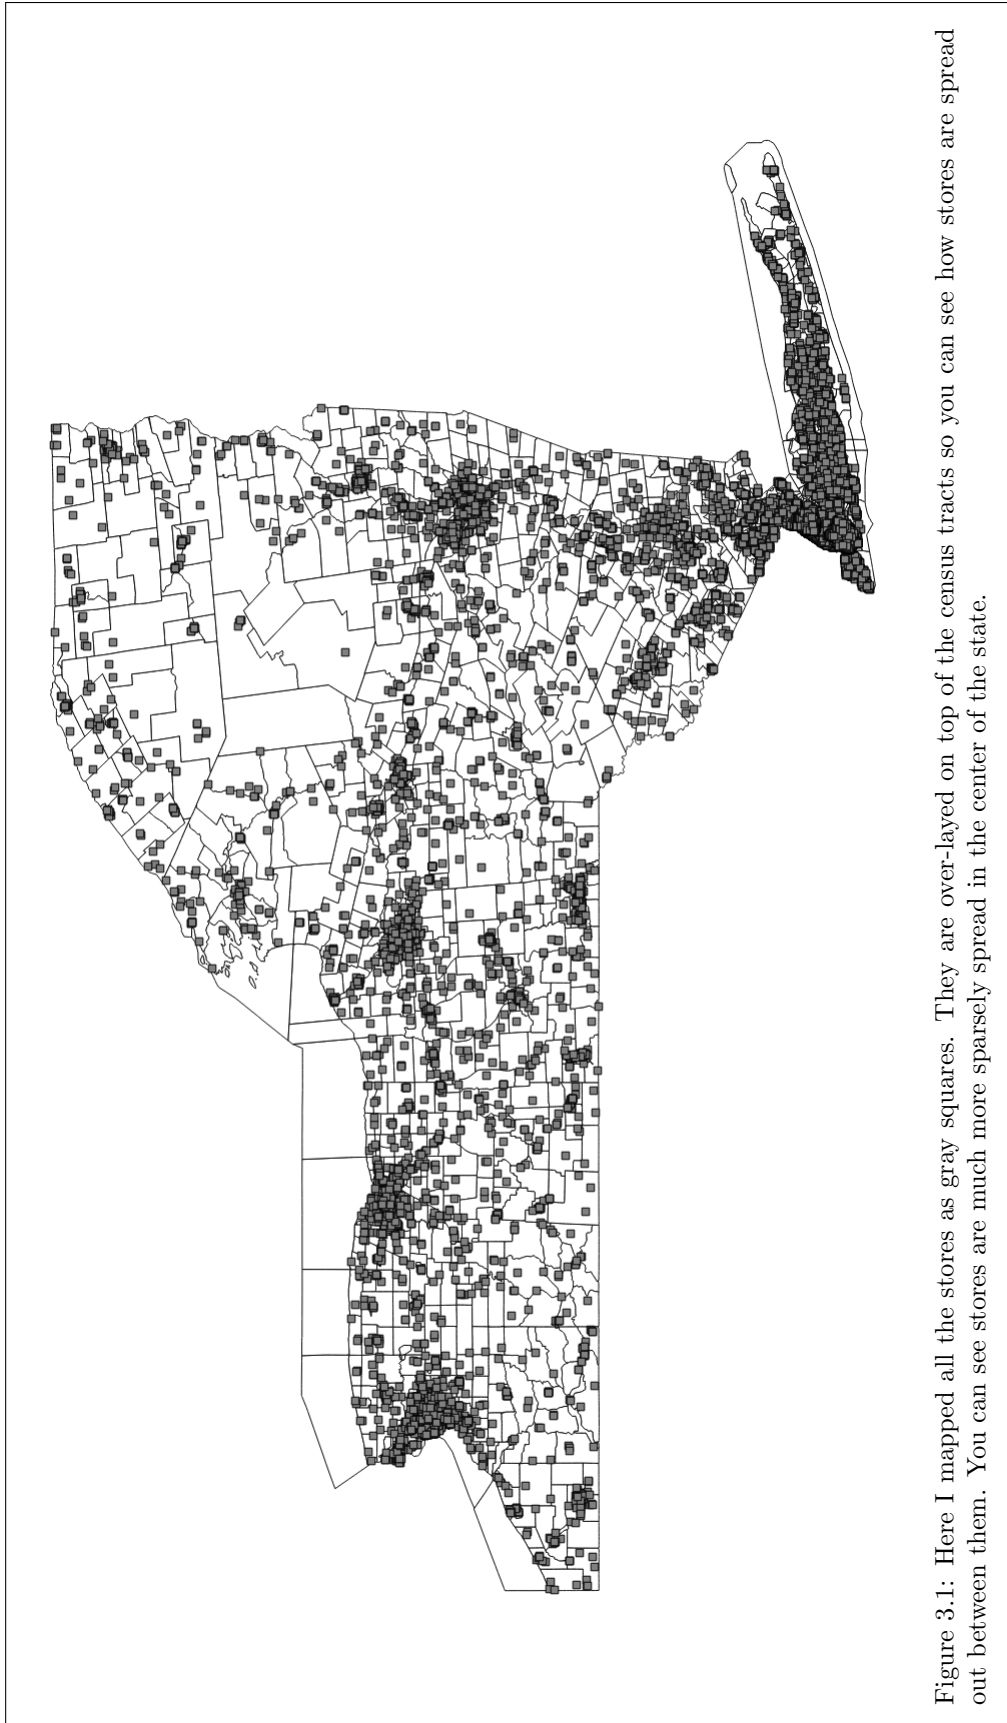 Figure 3.1: Here I mapped all the stores as gray squares. They are over-layed on top of the census tracts so you can see how stores are spread
out between them. You can see stores are much more sparsely spread in the center of the state.